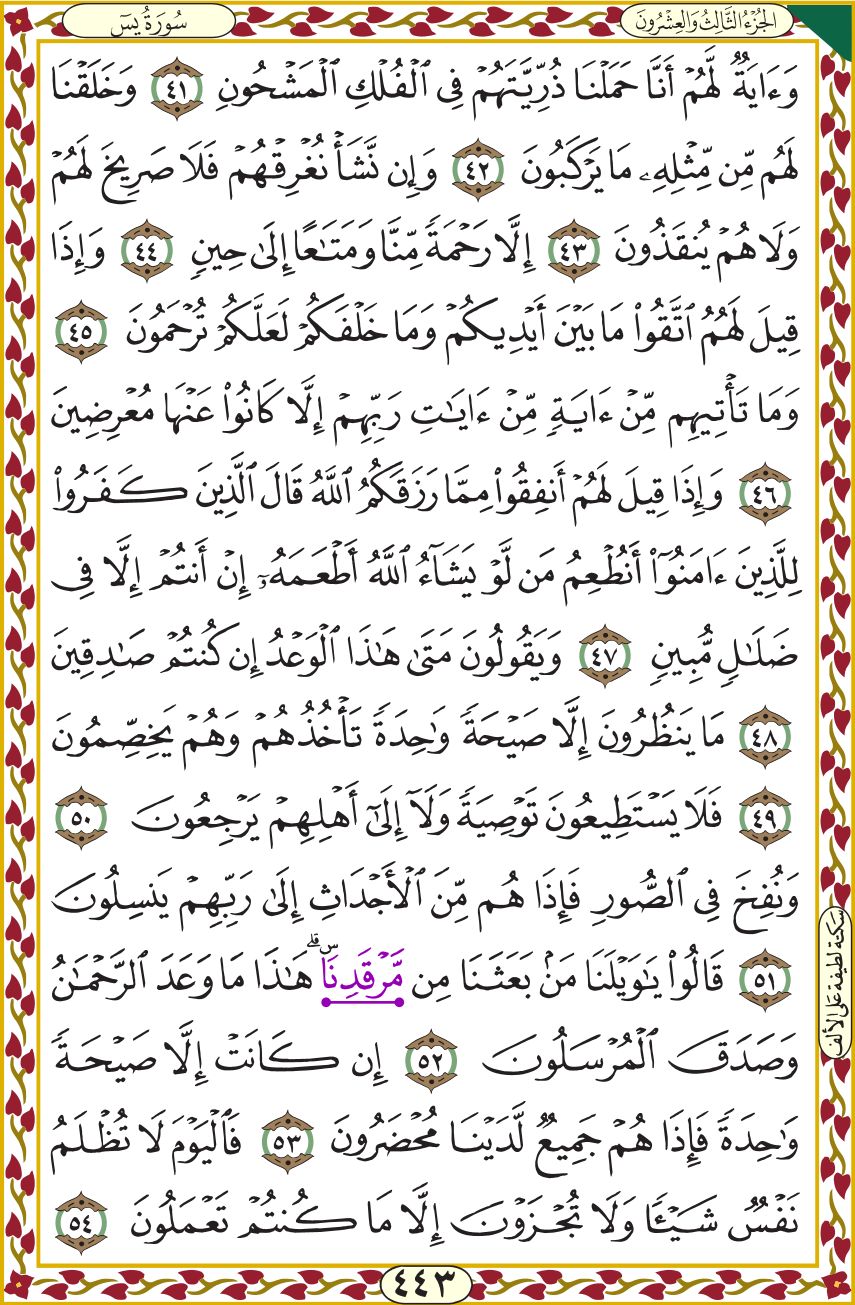 الجُزْءُ الثَّالِثُ وَالعِشْرُونَ
سُورَةُ يسٓ
وَءَايَةٌ لَّهُمْ أَنَّا حَمَلْنَا ذُرِّيَّتَهُمْ فِى ٱلْفُلْكِ ٱلْمَشْحُونِ ٤١ وَخَلَقْنَا
لَهُم مِّن مِّثْلِهِۦ مَا يَرْكَبُونَ ٤٢ وَإِن نَّشَأْ نُغْرِقْهُمْ فَلَا صَرِيخَ لَهُمْ
وَلَا هُمْ يُنقَذُونَ ٤٣ إِلَّا رَحْمَةً مِّنَّا وَمَتَـٰعًا إِلَىٰ حِينٍ ٤٤ وَإِذَا
قِيلَ لَهُمُ ٱتَّقُوا۟ مَا بَيْنَ أَيْدِيكُمْ وَمَا خَلْفَكُمْ لَعَلَّكُمْ تُرْحَمُونَ ٤٥
وَمَا تَأْتِيهِم مِّنْ ءَايَةٍ مِّنْ ءَايَـٰتِ رَبِّهِمْ إِلَّا كَانُوا۟ عَنْهَا مُعْرِضِينَ
٤٦ وَإِذَا قِيلَ لَهُمْ أَنفِقُوا۟ مِمَّا رَزَقَكُمُ ٱللَّهُ قَالَ ٱلَّذِينَ كَفَرُوا۟
لِلَّذِينَ ءَامَنُوٓا۟ أَنُطْعِمُ مَن لَّوْ يَشَآءُ ٱللَّهُ أَطْعَمَهُۥٓ إِنْ أَنتُمْ إِلَّا فِى
ضَلَـٰلٍ مُّبِينٍ ٤٧ وَيَقُولُونَ مَتَىٰ هَـٰذَا ٱلْوَعْدُ إِن كُنتُمْ صَـٰدِقِينَ
٤٨ مَا يَنظُرُونَ إِلَّا صَيْحَةً وَٰحِدَةً تَأْخُذُهُمْ وَهُمْ يَخِصِّمُونَ
٤٩ فَلَا يَسْتَطِيعُونَ تَوْصِيَةً وَلَآ إِلَىٰٓ أَهْلِهِمْ يَرْجِعُونَ ٥٠
وَنُفِخَ فِى ٱلصُّورِ فَإِذَا هُم مِّنَ ٱلْأَجْدَاثِ إِلَىٰ رَبِّهِمْ يَنسِلُونَ
٥١ قَالُوا۟ يَـٰوَيْلَنَا مَنۢ بَعَثَنَا مِن مَّرْقَدِنَا ۜ ۗ هَـٰذَا مَا وَعَدَ ٱلرَّحْمَـٰنُ
وَصَدَقَ ٱلْمُرْسَلُونَ ٥٢ إِن كَانَتْ إِلَّا صَيْحَةً
وَٰحِدَةً فَإِذَا هُمْ جَمِيعٌ لَّدَيْنَا مُحْضَرُونَ ٥٣ فَٱلْيَوْمَ لَا تُظْلَمُ
نَفْسٌ شَيْـًٔا وَلَا تُجْزَوْنَ إِلَّا مَا كُنتُمْ تَعْمَلُونَ ٥٤
سكتة لطيفة على الألف
٤٤٣